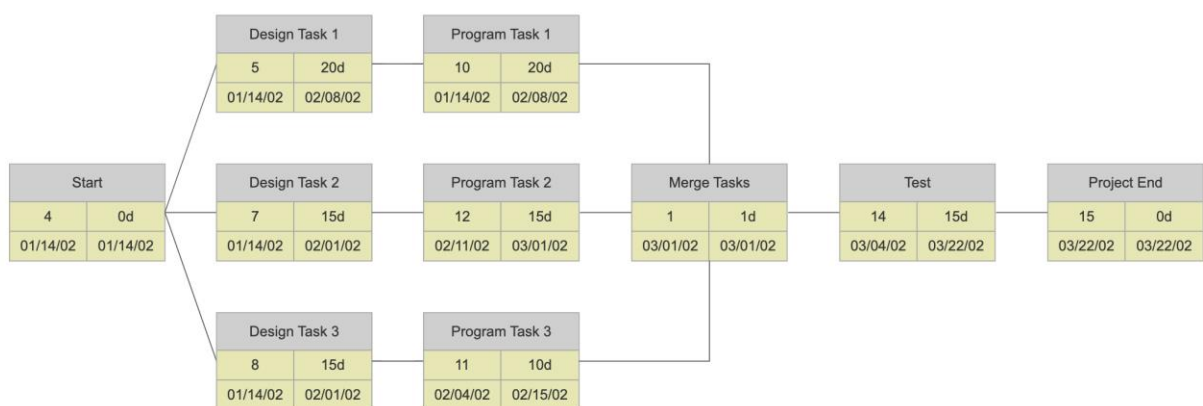 Design Task 1
5 20d
01/14/02 02/08/02
Program Task 1
10 20d
01/14/02 02/08/02
Start
4 0d
01/14/02 01/14/02
Design Task 2
7 15d
01/14/02 02/01/02
Program Task 2
12 15d
02/11/02 03/01/02
Merge Tasks
1 1d
03/01/02 03/01/02
Test
14 15d
03/04/02 03/22/02
Project End
15 0d
03/22/02 03/22/02
Design Task 3
8 15d
01/14/02 02/01/02
Program Task 3
11 10d
02/04/02 02/15/02